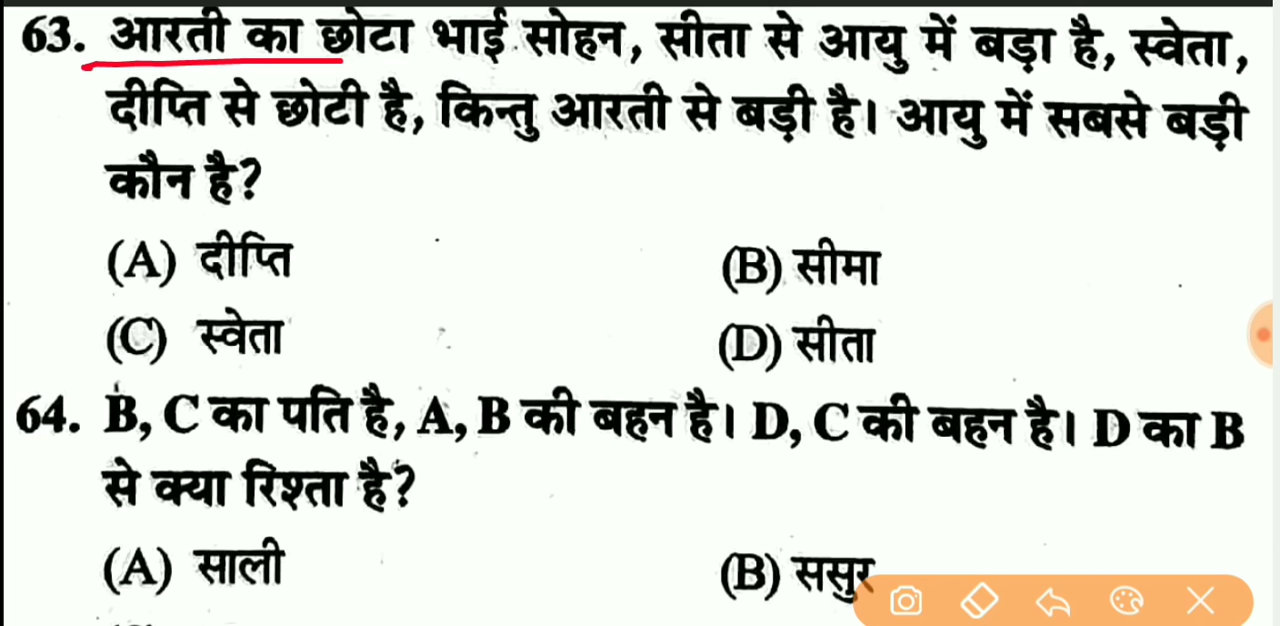 63. आरती का छोटा भाई सोहन, सीता से आयु में बड़ा है, स्वेता,
दीप्ति से छोटी है, किन्तु आरती से बड़ी है। आयु में सबसे बड़ी
कौन है?
(A) दीप्ति (B) सीमा
(C) स्वेता (D) सीता
64. B, C का पति है, A, B की बहन है। D, C की बहन है। D का B
से क्या रिश्ता है?
(A) साली (B) ससुर